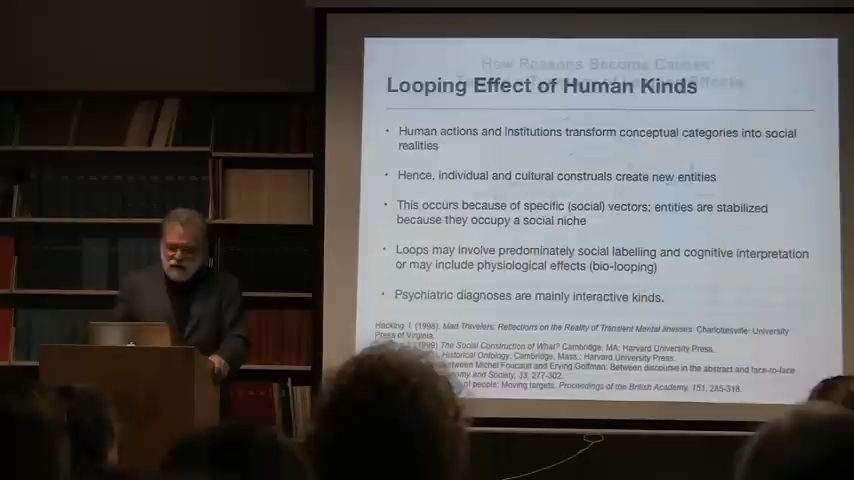 How Reasons Become Causes:
Looping Effect of Human Kinds
• Human actions and Institutions transform conceptual categories into social
realities
• Hence, individual and cultural construals create new entities
• This occurs because of specific (social) vectors; entities are stabilized
because they occupy a social niche
• Loops may involve predominately social labelling and cognitive interpretation
or may include physiological effects (bio-looping)
• Psychiatric diagnoses are mainly interactive kinds.
Hacking, I. (1998). Mad Travelers: Reflections on the Reality of Transient Mental Illnesses. Charlottesville: University
Press of Virginia.
(1999) The Social Construction of What? Cambridge, MA: Harvard University Press.
Historical Ontology. Cambridge, Mass.: Harvard University Press.
Between Michel Foucault and Erving Goffman: Between discourse in the abstract and face-to-face
and Society, 33, 277-302.
people: Moving targets. Proceedings of the British Academy, 151, 285-318.